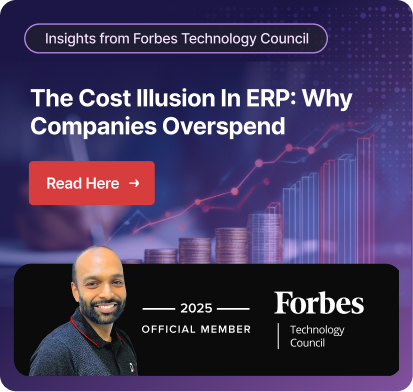 Insights from Forbes Technology Council
The Cost Illusion In ERP: Why
Companies Overspend
Read Here →
2025
OFFICIAL MEMBER
Forbes
Technology
Council